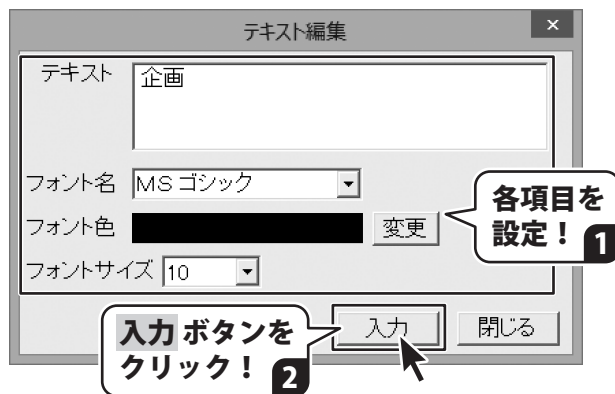 テキスト編集
×
テキスト
企画
フォント名
MS ゴシック
フォント色
変更
フォントサイズ
10
各項目を
設定！
1
入力
閉じる
入力 ボタンを
クリック！
2